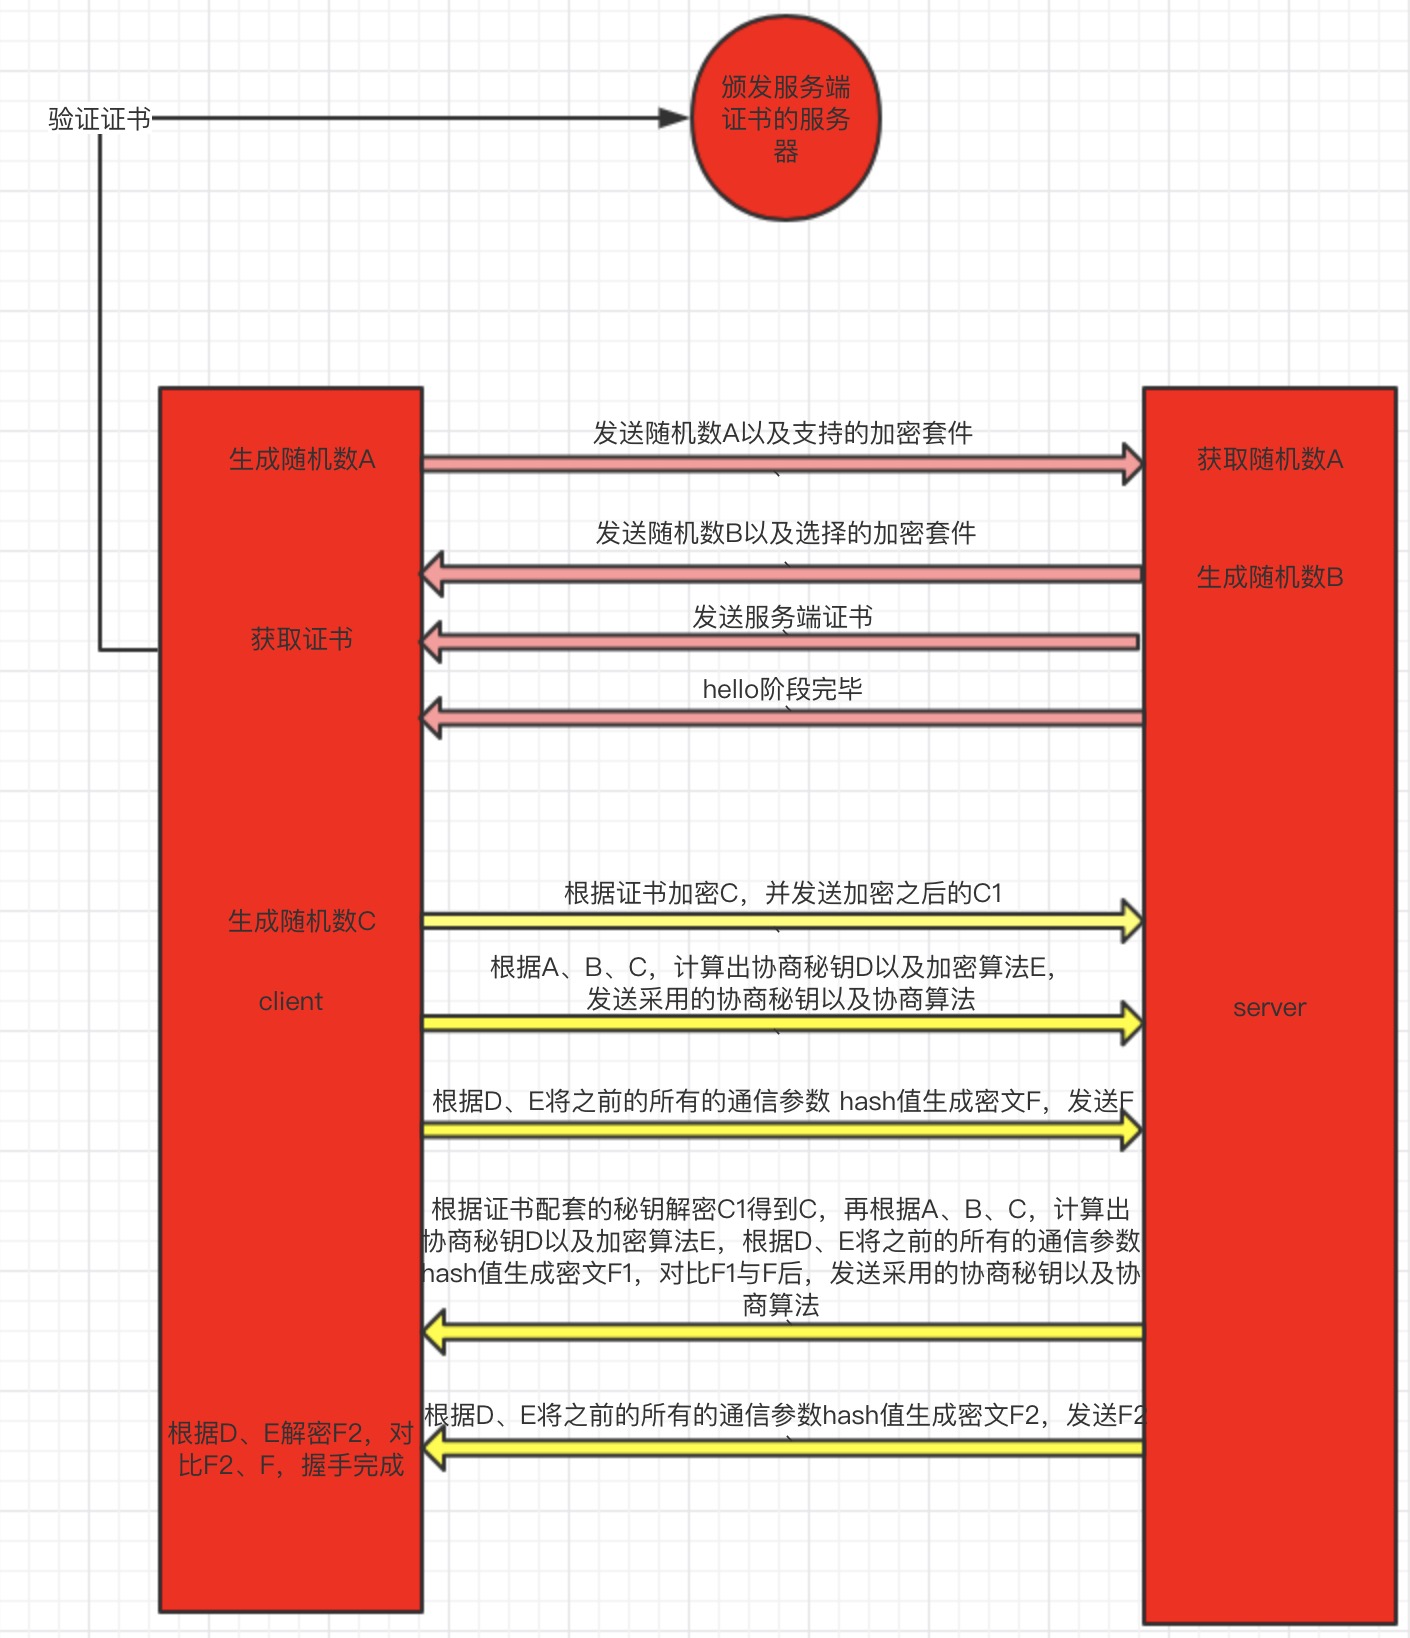 颁发服务端
证书的服务
器
验证证书
发送随机数A以及支持的加密套件
生成随机数A
获取随机数A
发送随机数B以及选择的加密套件
生成随机数B
发送服务端证书
获取证书
hello阶段完毕
根据证书加密C，并发送加密之后的C1
生成随机数C
根据A、B、C，计算出协商秘钥D以及加密算法E，
发送采用的协商秘钥以及协商算法
client
server
根据D、E将之前的所有的通信参数 hash值生成密文F，发送F
根据证书配套的秘钥解密C1得到C，再根据A、B、C，计算出
协商秘钥D以及加密算法E，根据D、E将之前的所有的通信参数
hash值生成密文F1，对比F1与F后，发送采用的协商秘钥以及协
商算法
根据D、E将之前的所有的通信参数hash值生成密文F2，发送F2
根据D、E解密F2，对
比F2、F，握手完成